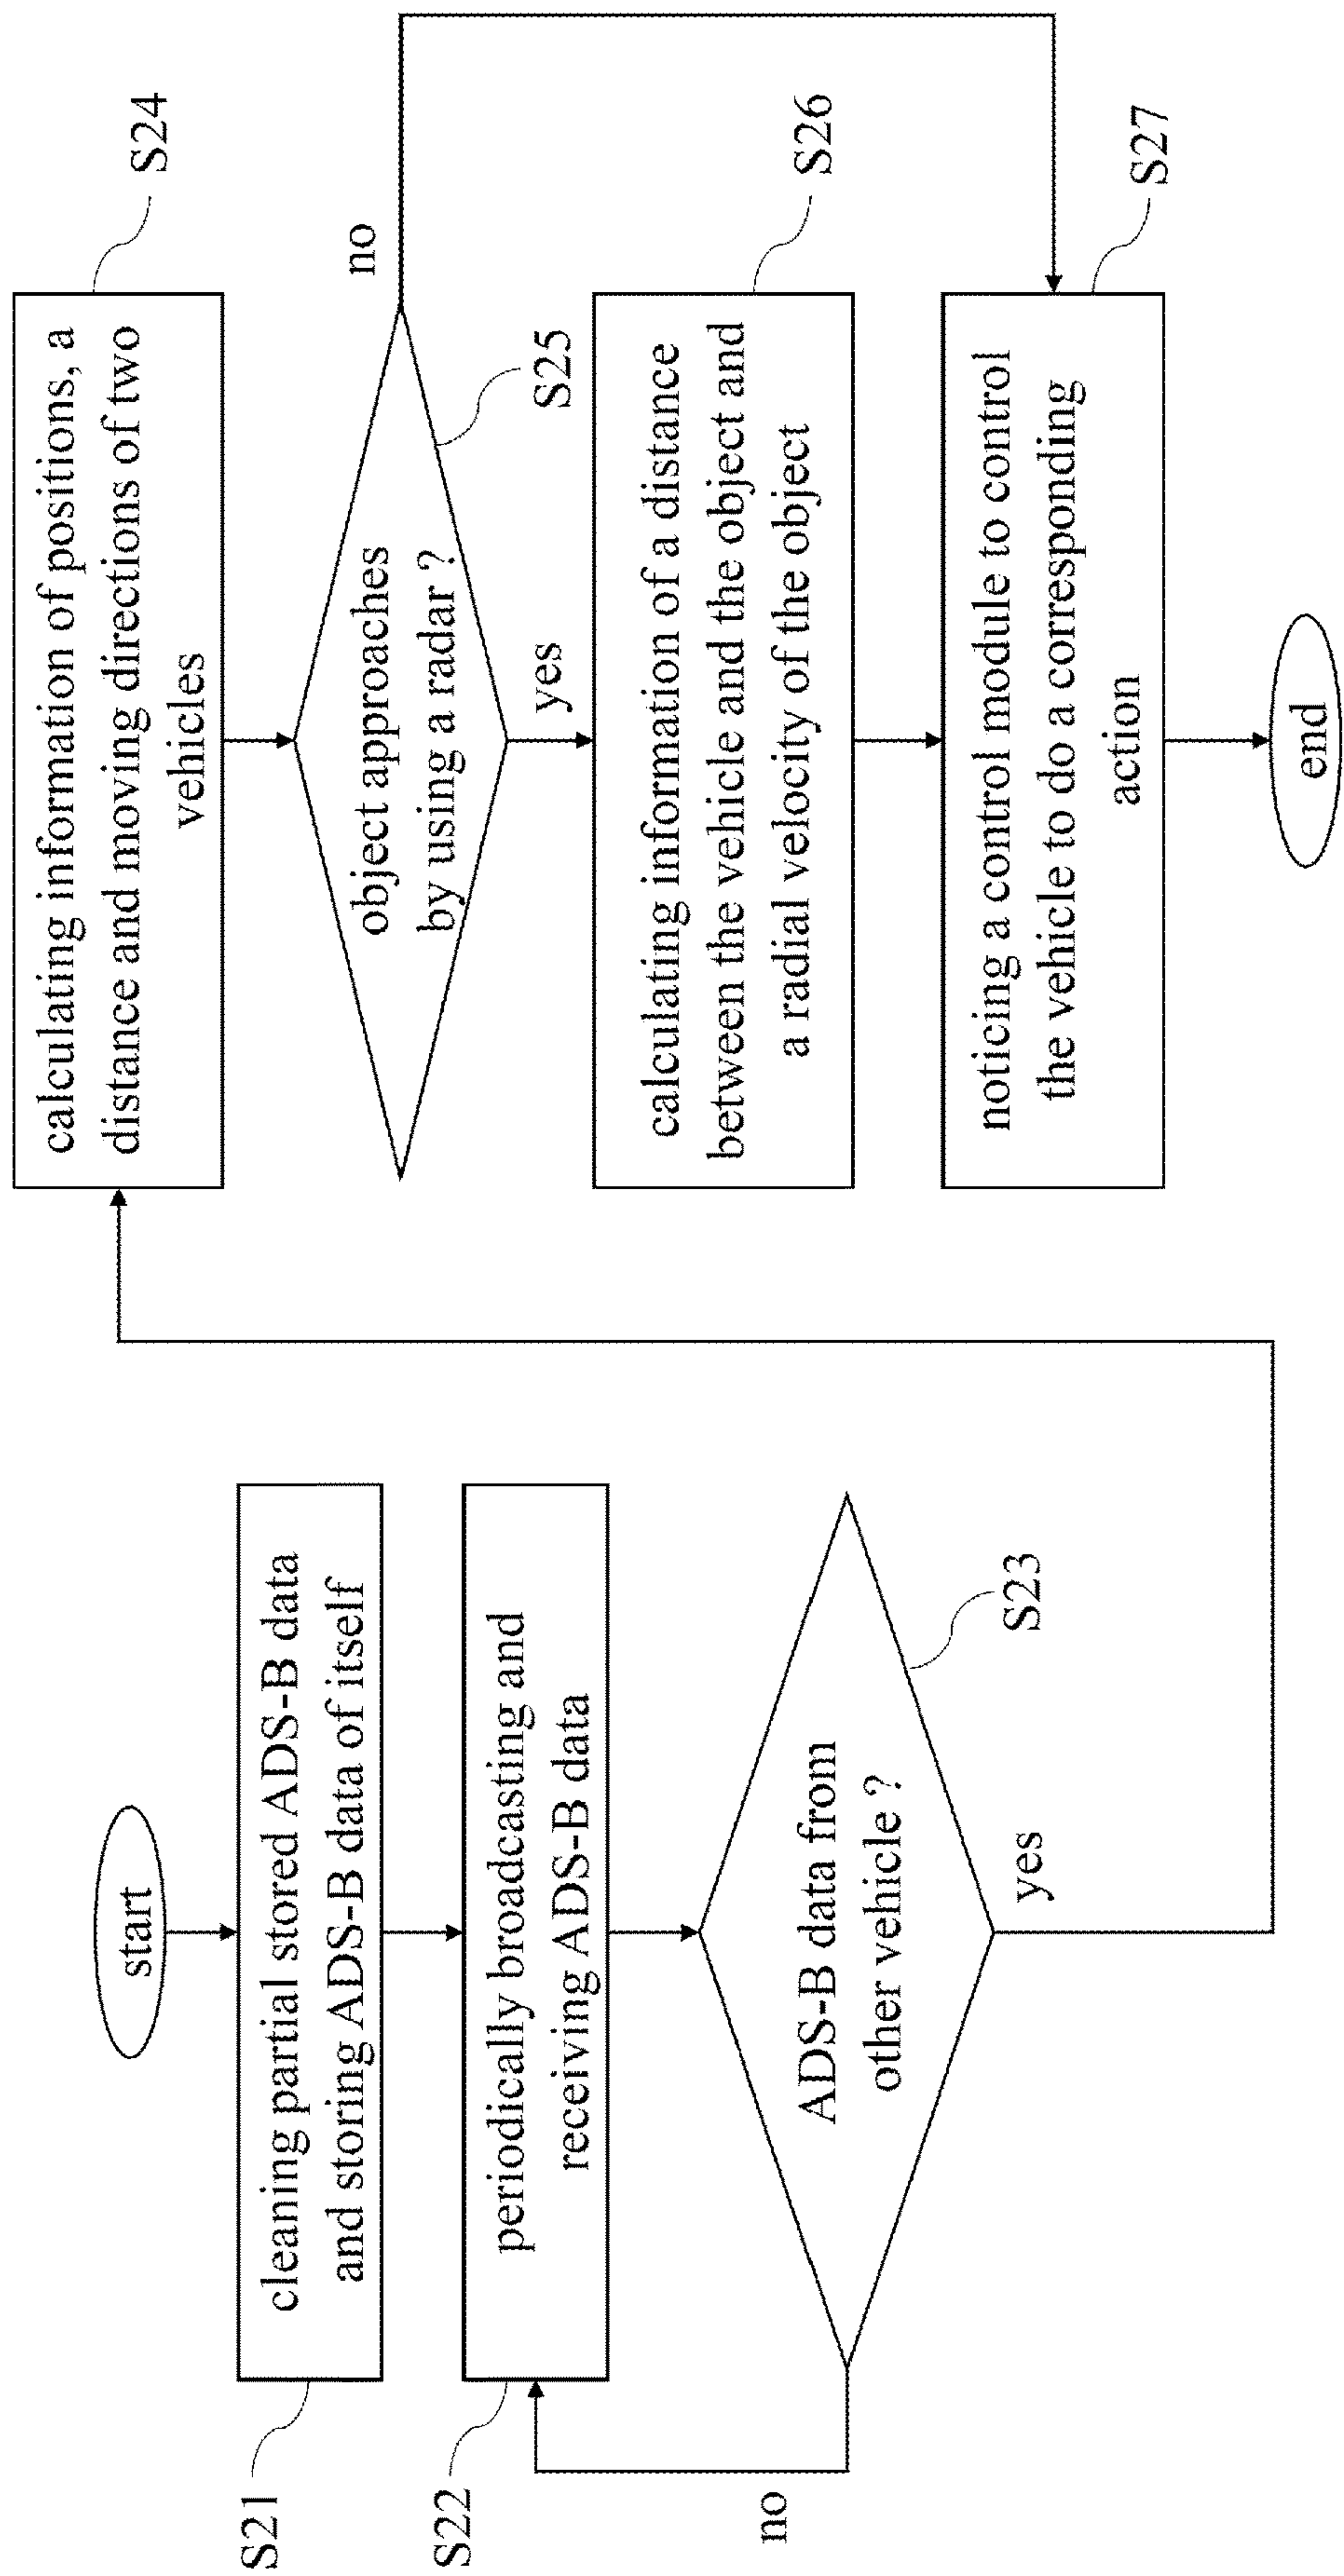 start
cleaning partial stored ADS-B data
and storing ADS-B data of itself
S21
periodically broadcasting and
receiving ADS-B data
S22
ADS-B data from
other vehicle ?
S23
no
yes
calculating information of positions, a
distance and moving directions of two
vehicles
S24
object approaches
by using a radar ?
S25
no
yes
calculating information of a distance
between the vehicle and the object and
a radial velocity of the object
S26
noticing a control module to control
the vehicle to do a corresponding
action
S27
end